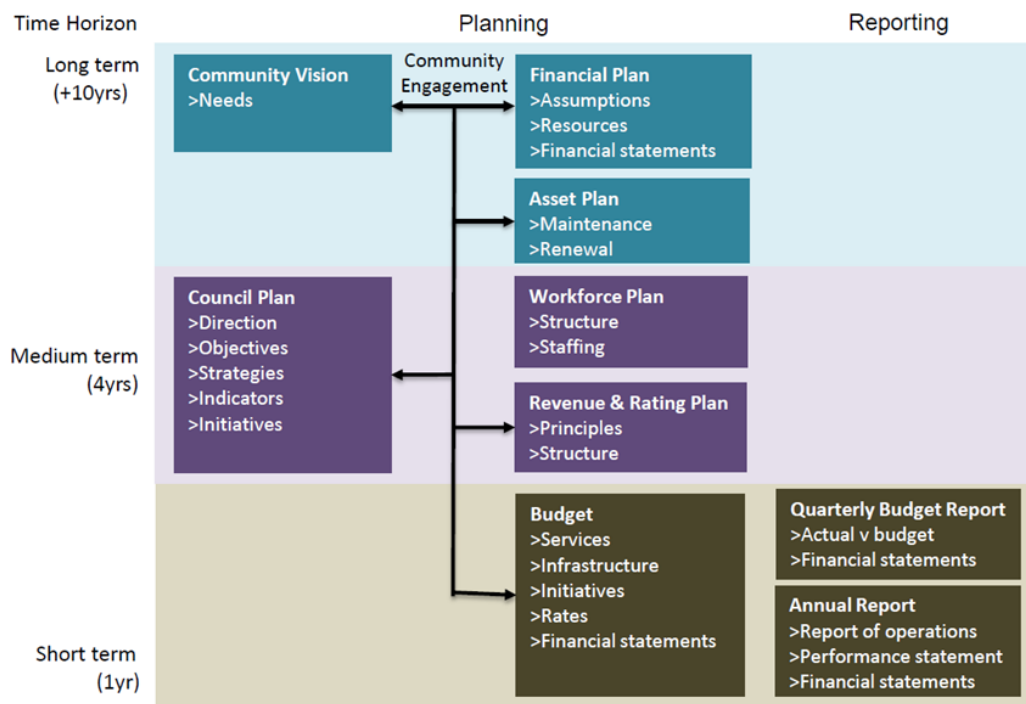 Time Horizon
Planning
Reporting
Long term
(+10yrs)
Community Vision
>Needs
Community
Engagement
Financial Plan
>Assumptions
>Resources
>Financial statements
Asset Plan
>Maintenance
>Renewal
Medium term
(4yrs)
Council Plan
>Direction
>Objectives
>Strategies
>Indicators
>Initiatives
Workforce Plan
>Structure
>Staffing
Revenue & Rating Plan
>Principles
>Structure
Short term
(1yr)
Budget
>Services
>Infrastructure
>Initiatives
>Rates
>Financial statements
Quarterly Budget Report
>Actual v budget
>Financial statements
Annual Report
>Report of operations
>Performance statement
>Financial statements